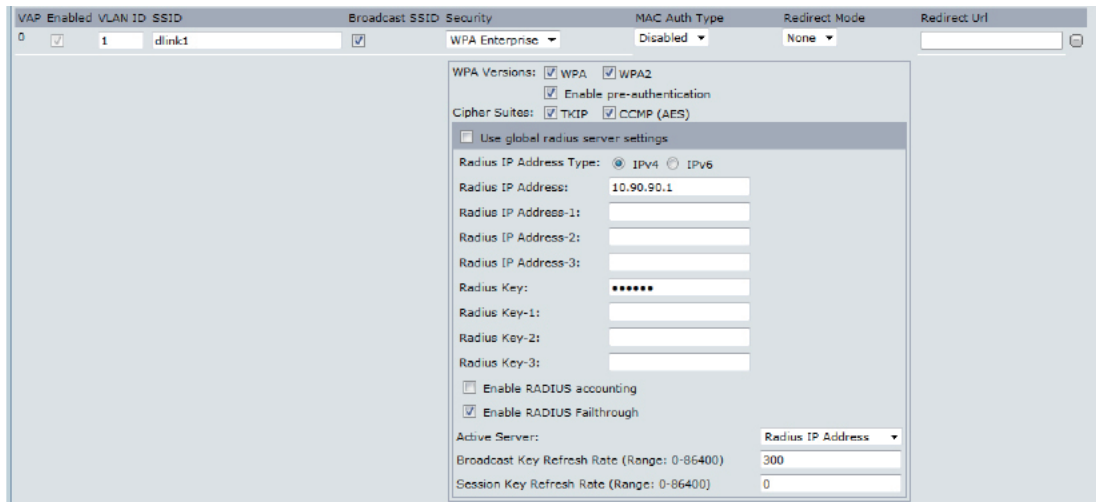 VAP Enabled VLAN ID SSID Broadcast SSID Security MAC Auth Type Redirect Mode Redirect Url
0 1 dlink1 WPA Enterprise Disabled None
WPA Versions: WPA WPA2
Enable pre-authentication
Cipher Suites: TKIP CCMP (AES)
Use global radius server settings
Radius IP Address Type: IPv4 IPv6
Radius IP Address: 10.90.90.1
Radius IP Address-1:
Radius IP Address-2:
Radius IP Address-3:
Radius Key: ••••••
Radius Key-1:
Radius Key-2:
Radius Key-3:
Enable RADIUS accounting
Enable RADIUS Failthrough
Active Server: Radius IP Address
Broadcast Key Refresh Rate (Range: 0-86400) 300
Session Key Refresh Rate (Range: 0-86400) 0